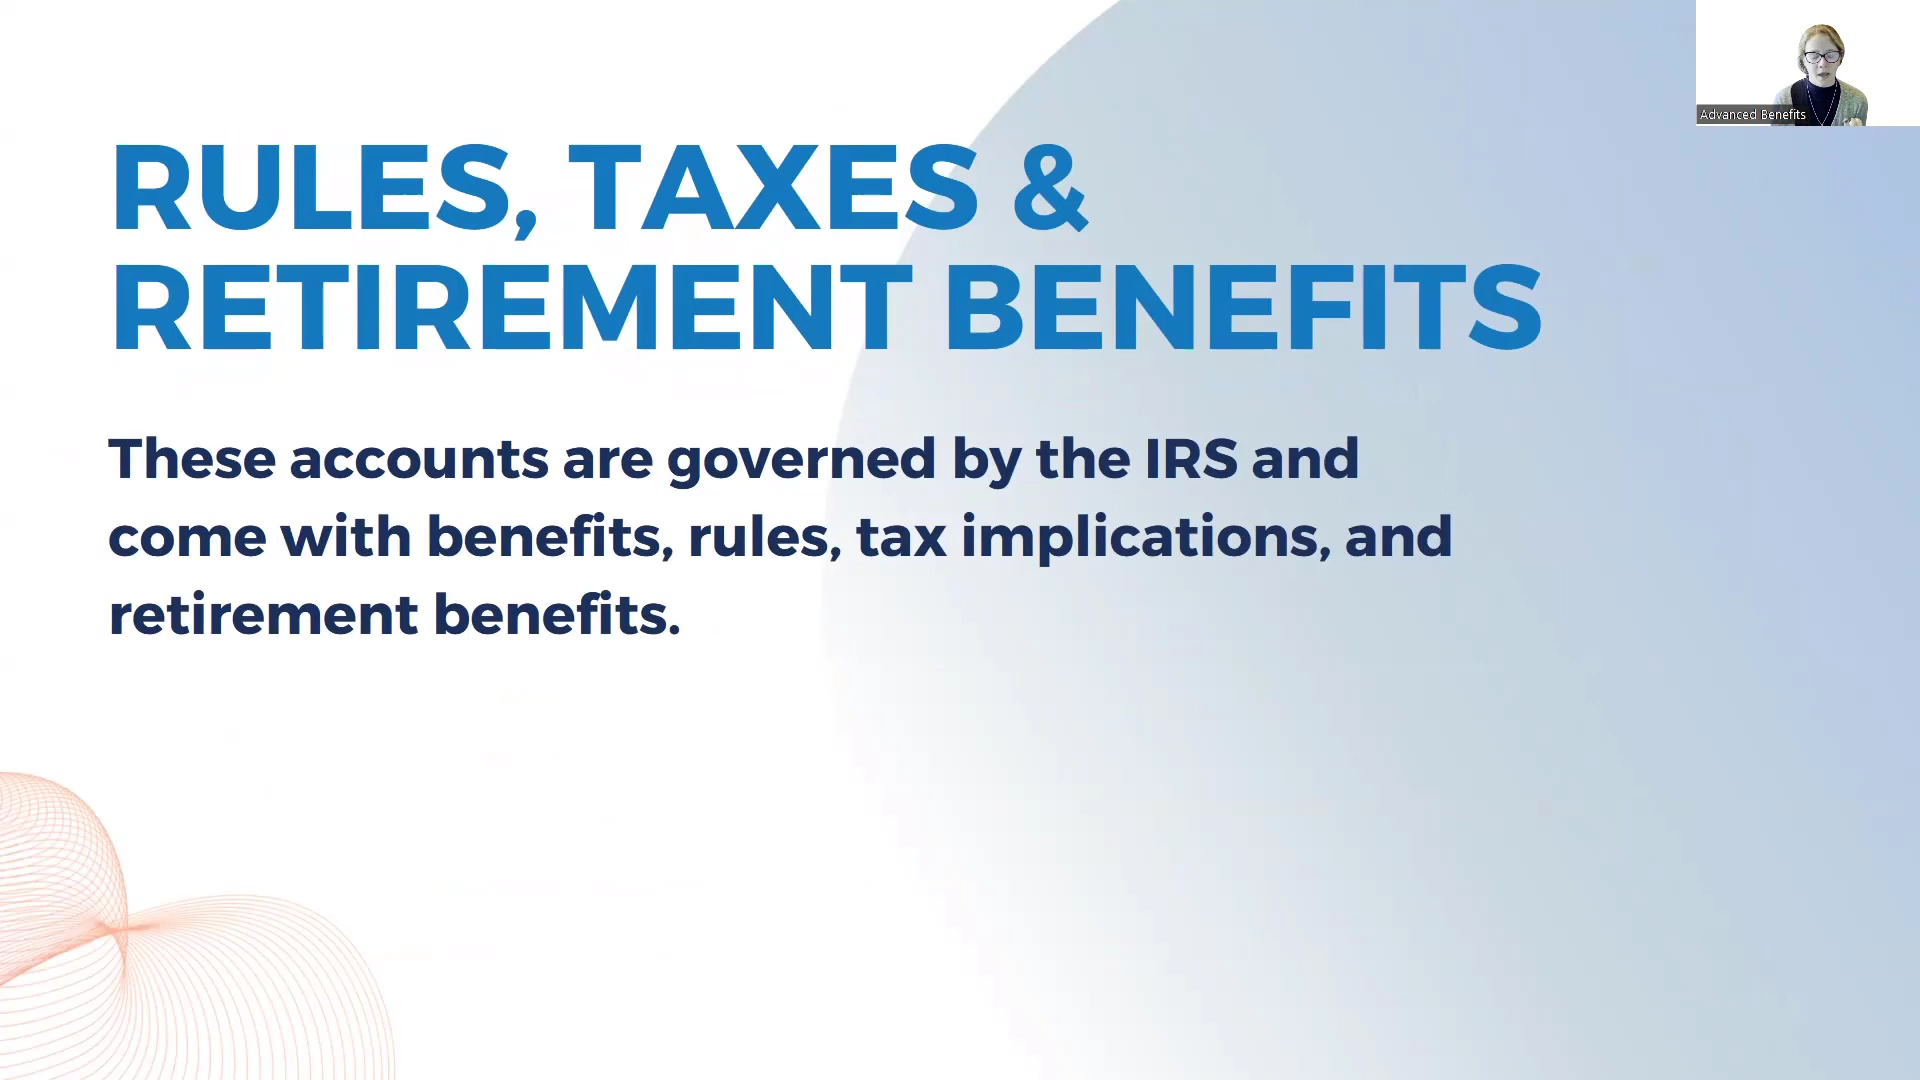 RULES, TAXES &
RETIREMENT BENEFITS
These accounts are governed by the IRS and
come with benefits, rules, tax implications, and
retirement benefits.
Advanced Benefits